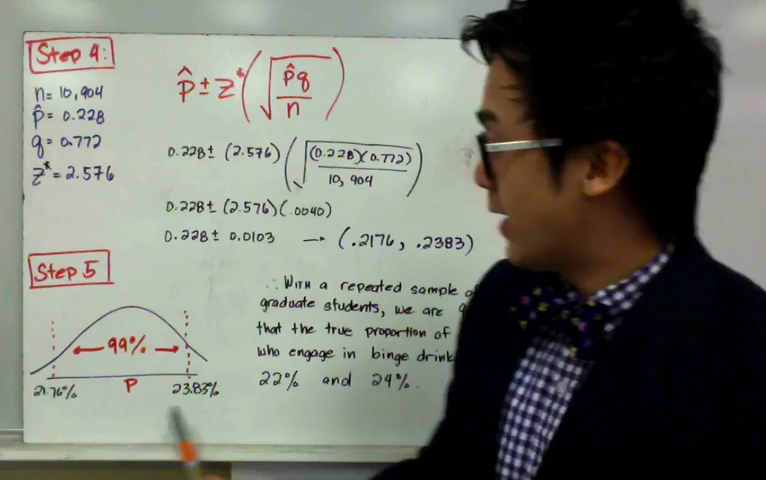 Step 4:
n= 10,904
p̂= 0.228
q= 0.772
z*= 2.576
p̂ ± z*(√(p̂q/n))
0.228± (2.576) (√((0.228)(0.772)/10,904))
0.228± (2.576)(.0040)
0.228± 0.0103 → (.2176, .2383)
Step 5
99%
21.76% P 23.83%
∴ With a repeated sample
graduate students, we are
that the true proportion of
who engage in binge
22% and 24%.